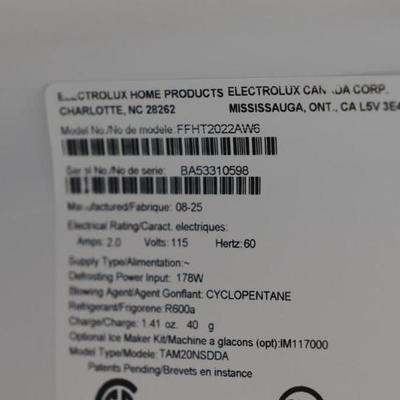 ELECTROLUX HOME PRODUCTS ELECTROLUX CANADA CORP.
CHARLOTTE, NC 28262 MISSISSAUGA, ONT., CA L5V 3E4
Model No./No de modele: FFHT2022AW6
Serial No./No de serie: BA53310598
Manufactured/Fabrique: 08-25
Electrical Rating/Caract. electriques:
Amps: 2.0 Volts: 115 Hertz: 60
Supply Type/Alimentation:~
Defrosting Power Input: 178W
Blowing Agent/Agent Gonflant: CYCLOPENTANE
Refrigerant/Frigorene: R600a
Charge/Charge: 1.41 oz. 40 g
Optional Ice Maker Kit/Machine a glacons (opt):IM117000
Model Type/Modele: TAM20NSDDA
Patents Pending/Brevets en instance